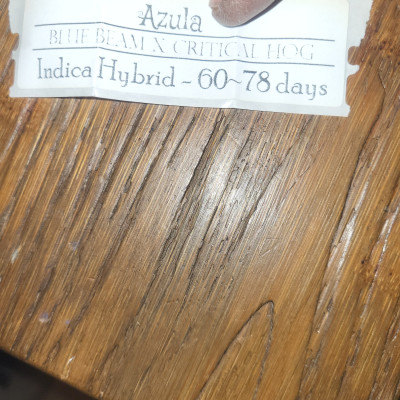 Azula
BLUE BEAM X CRITICAL HOG
Indica Hybrid ~ 60~78 days